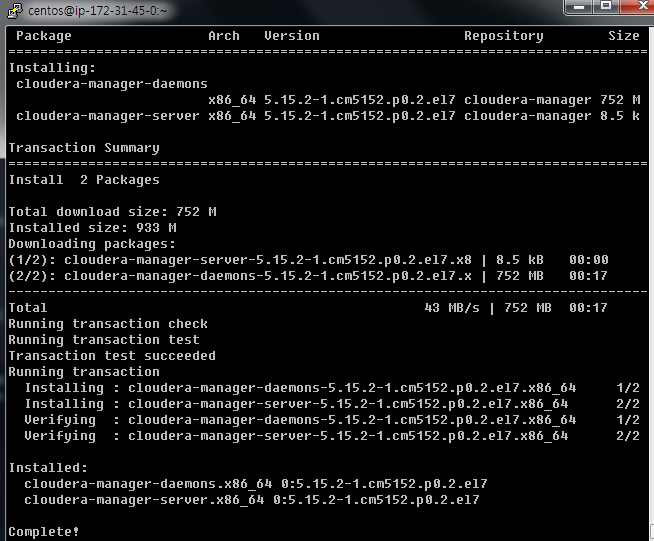 centos@ip-172-31-45-0:~
Package Arch Version Repository Size
================================================================================
Installing:
cloudera-manager-daemons
x86_64 5.15.2-1.cm5152.p0.2.el7 cloudera-manager 752 M
cloudera-manager-server x86_64 5.15.2-1.cm5152.p0.2.el7 cloudera-manager 8.5 k
Transaction Summary
================================================================================
Install 2 Packages
Total download size: 752 M
Installed size: 933 M
Downloading packages:
(1/2): cloudera-manager-server-5.15.2-1.cm5152.p0.2.el7.x8 | 8.5 kB 00:00
(2/2): cloudera-manager-daemons-5.15.2-1.cm5152.p0.2.el7.x | 752 MB 00:17
--------------------------------------------------------------------------------
Total 43 MB/s | 752 MB 00:17
Running transaction check
Running transaction test
Transaction test succeeded
Running transaction
Installing : cloudera-manager-daemons-5.15.2-1.cm5152.p0.2.el7.x86_64 1/2
Installing : cloudera-manager-server-5.15.2-1.cm5152.p0.2.el7.x86_64 2/2
Verifying : cloudera-manager-daemons-5.15.2-1.cm5152.p0.2.el7.x86_64 1/2
Verifying : cloudera-manager-server-5.15.2-1.cm5152.p0.2.el7.x86_64 2/2
Installed:
cloudera-manager-daemons.x86_64 0:5.15.2-1.cm5152.p0.2.el7
cloudera-manager-server.x86_64 0:5.15.2-1.cm5152.p0.2.el7
Complete!